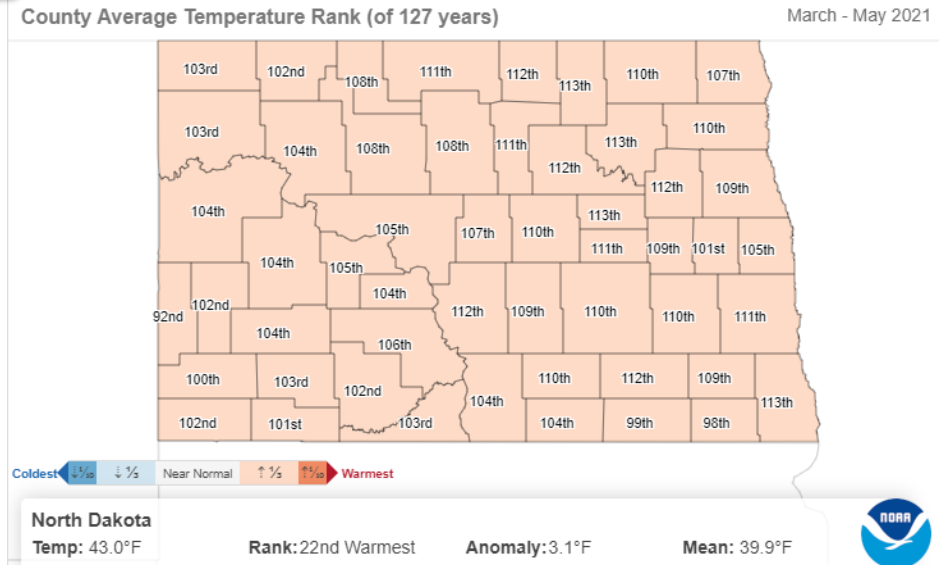 County Average Temperature Rank (of 127 years)
March - May 2021
103rd 102nd 108th 111th 112th 113th 110th 107th
103rd 104th 108th 108th 111th 112th 113th 110th
112th 109th
104th 105th 107th 110th 113th
104th 105th 111th 109th 101st 105th
104th
92nd 102nd 104th 106th 112th 109th 110th 110th 111th
100th 103rd 102nd 110th 112th 109th
104th 113th
102nd 101st 103rd 104th 99th 98th
Coldest ↓⅒ ↓⅓ Near Normal ↑⅓ ↑⅒ Warmest
North Dakota
Temp: 43.0°F Rank:22nd Warmest Anomaly:3.1°F Mean: 39.9°F
NOAA